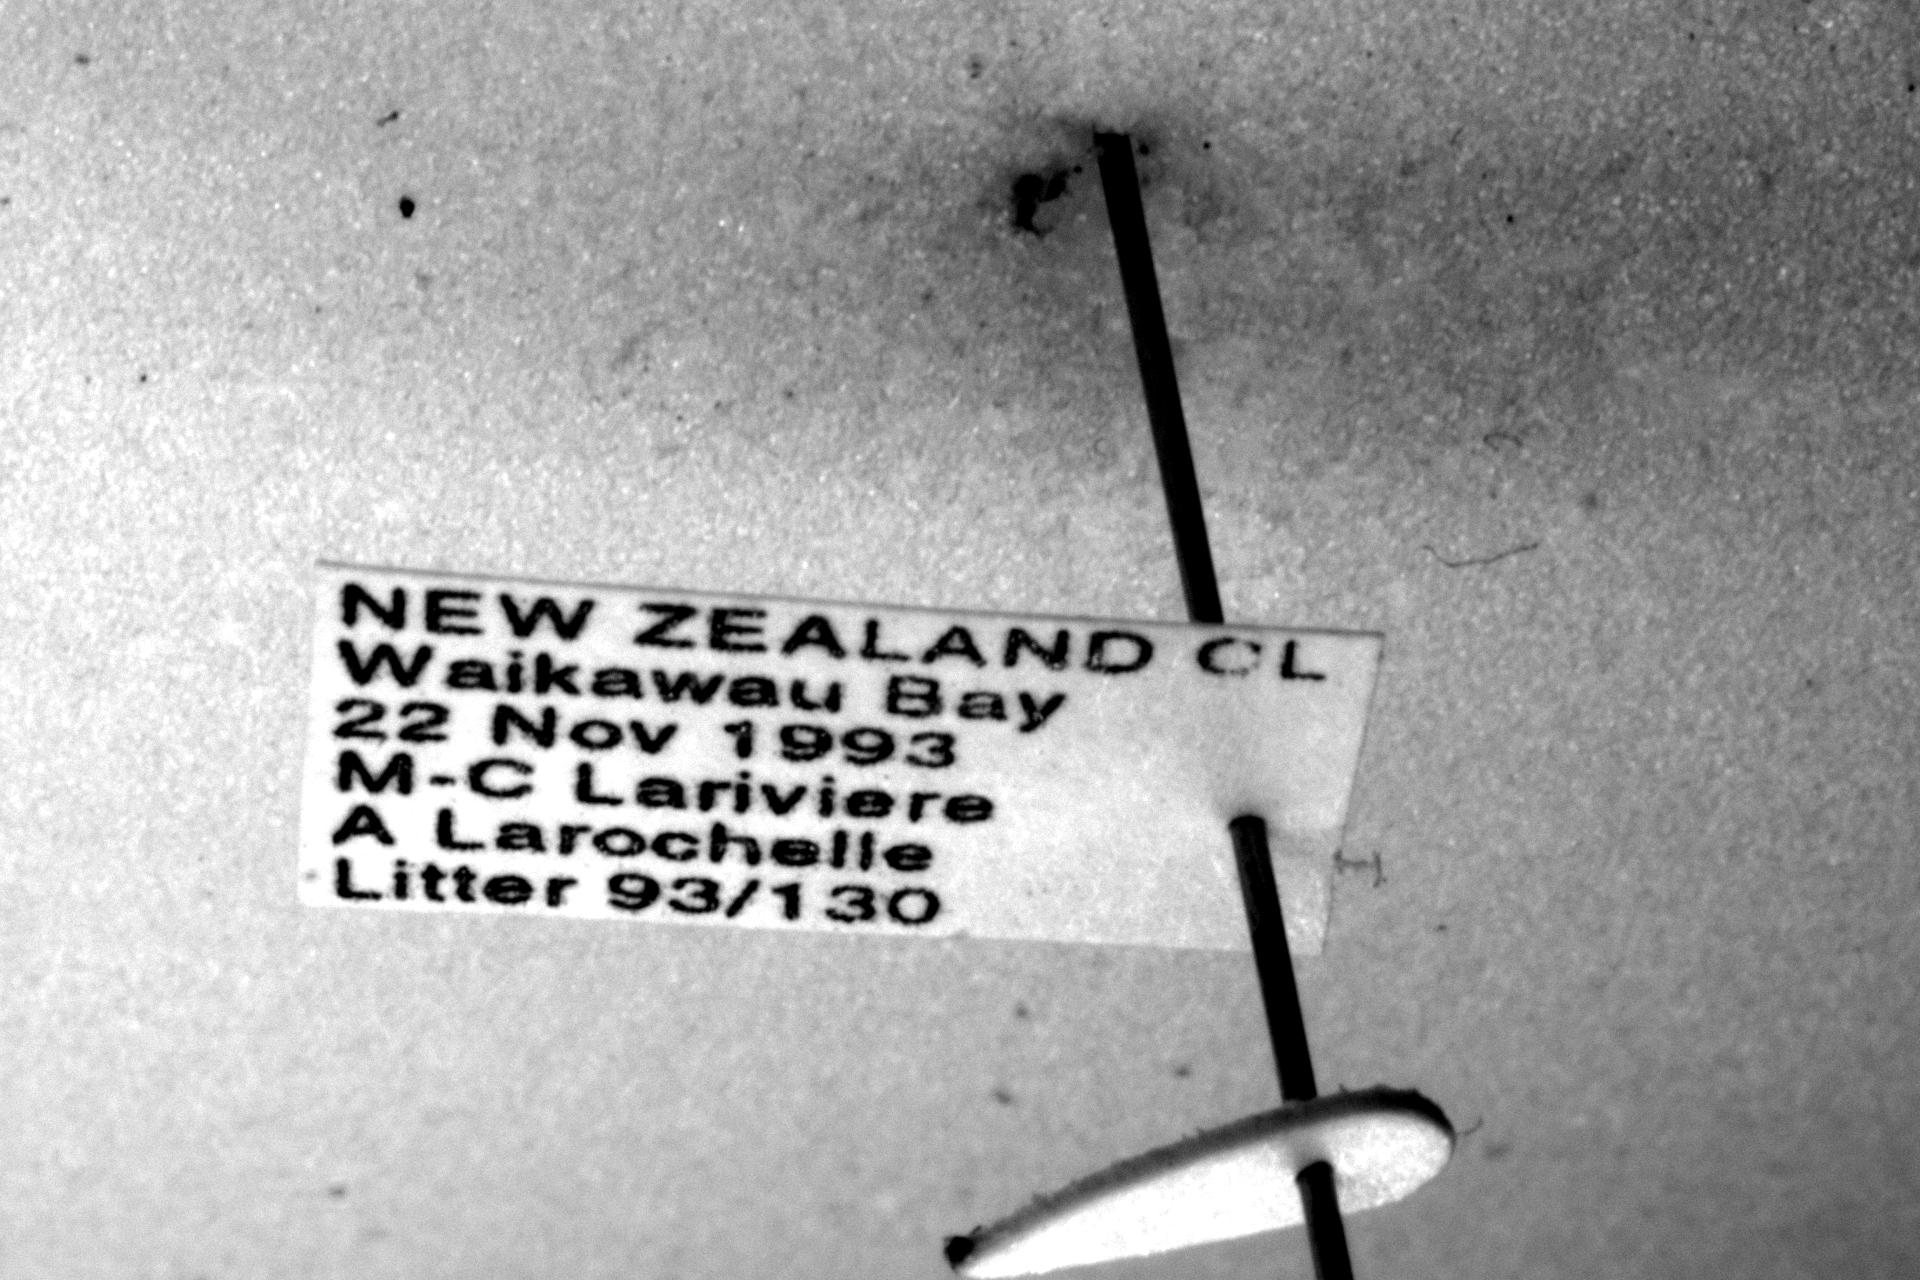 NEW ZEALAND CL
Waikawau Bay
22 Nov 1993
M-C Lariviere
A Larochelle
Litter 93/130